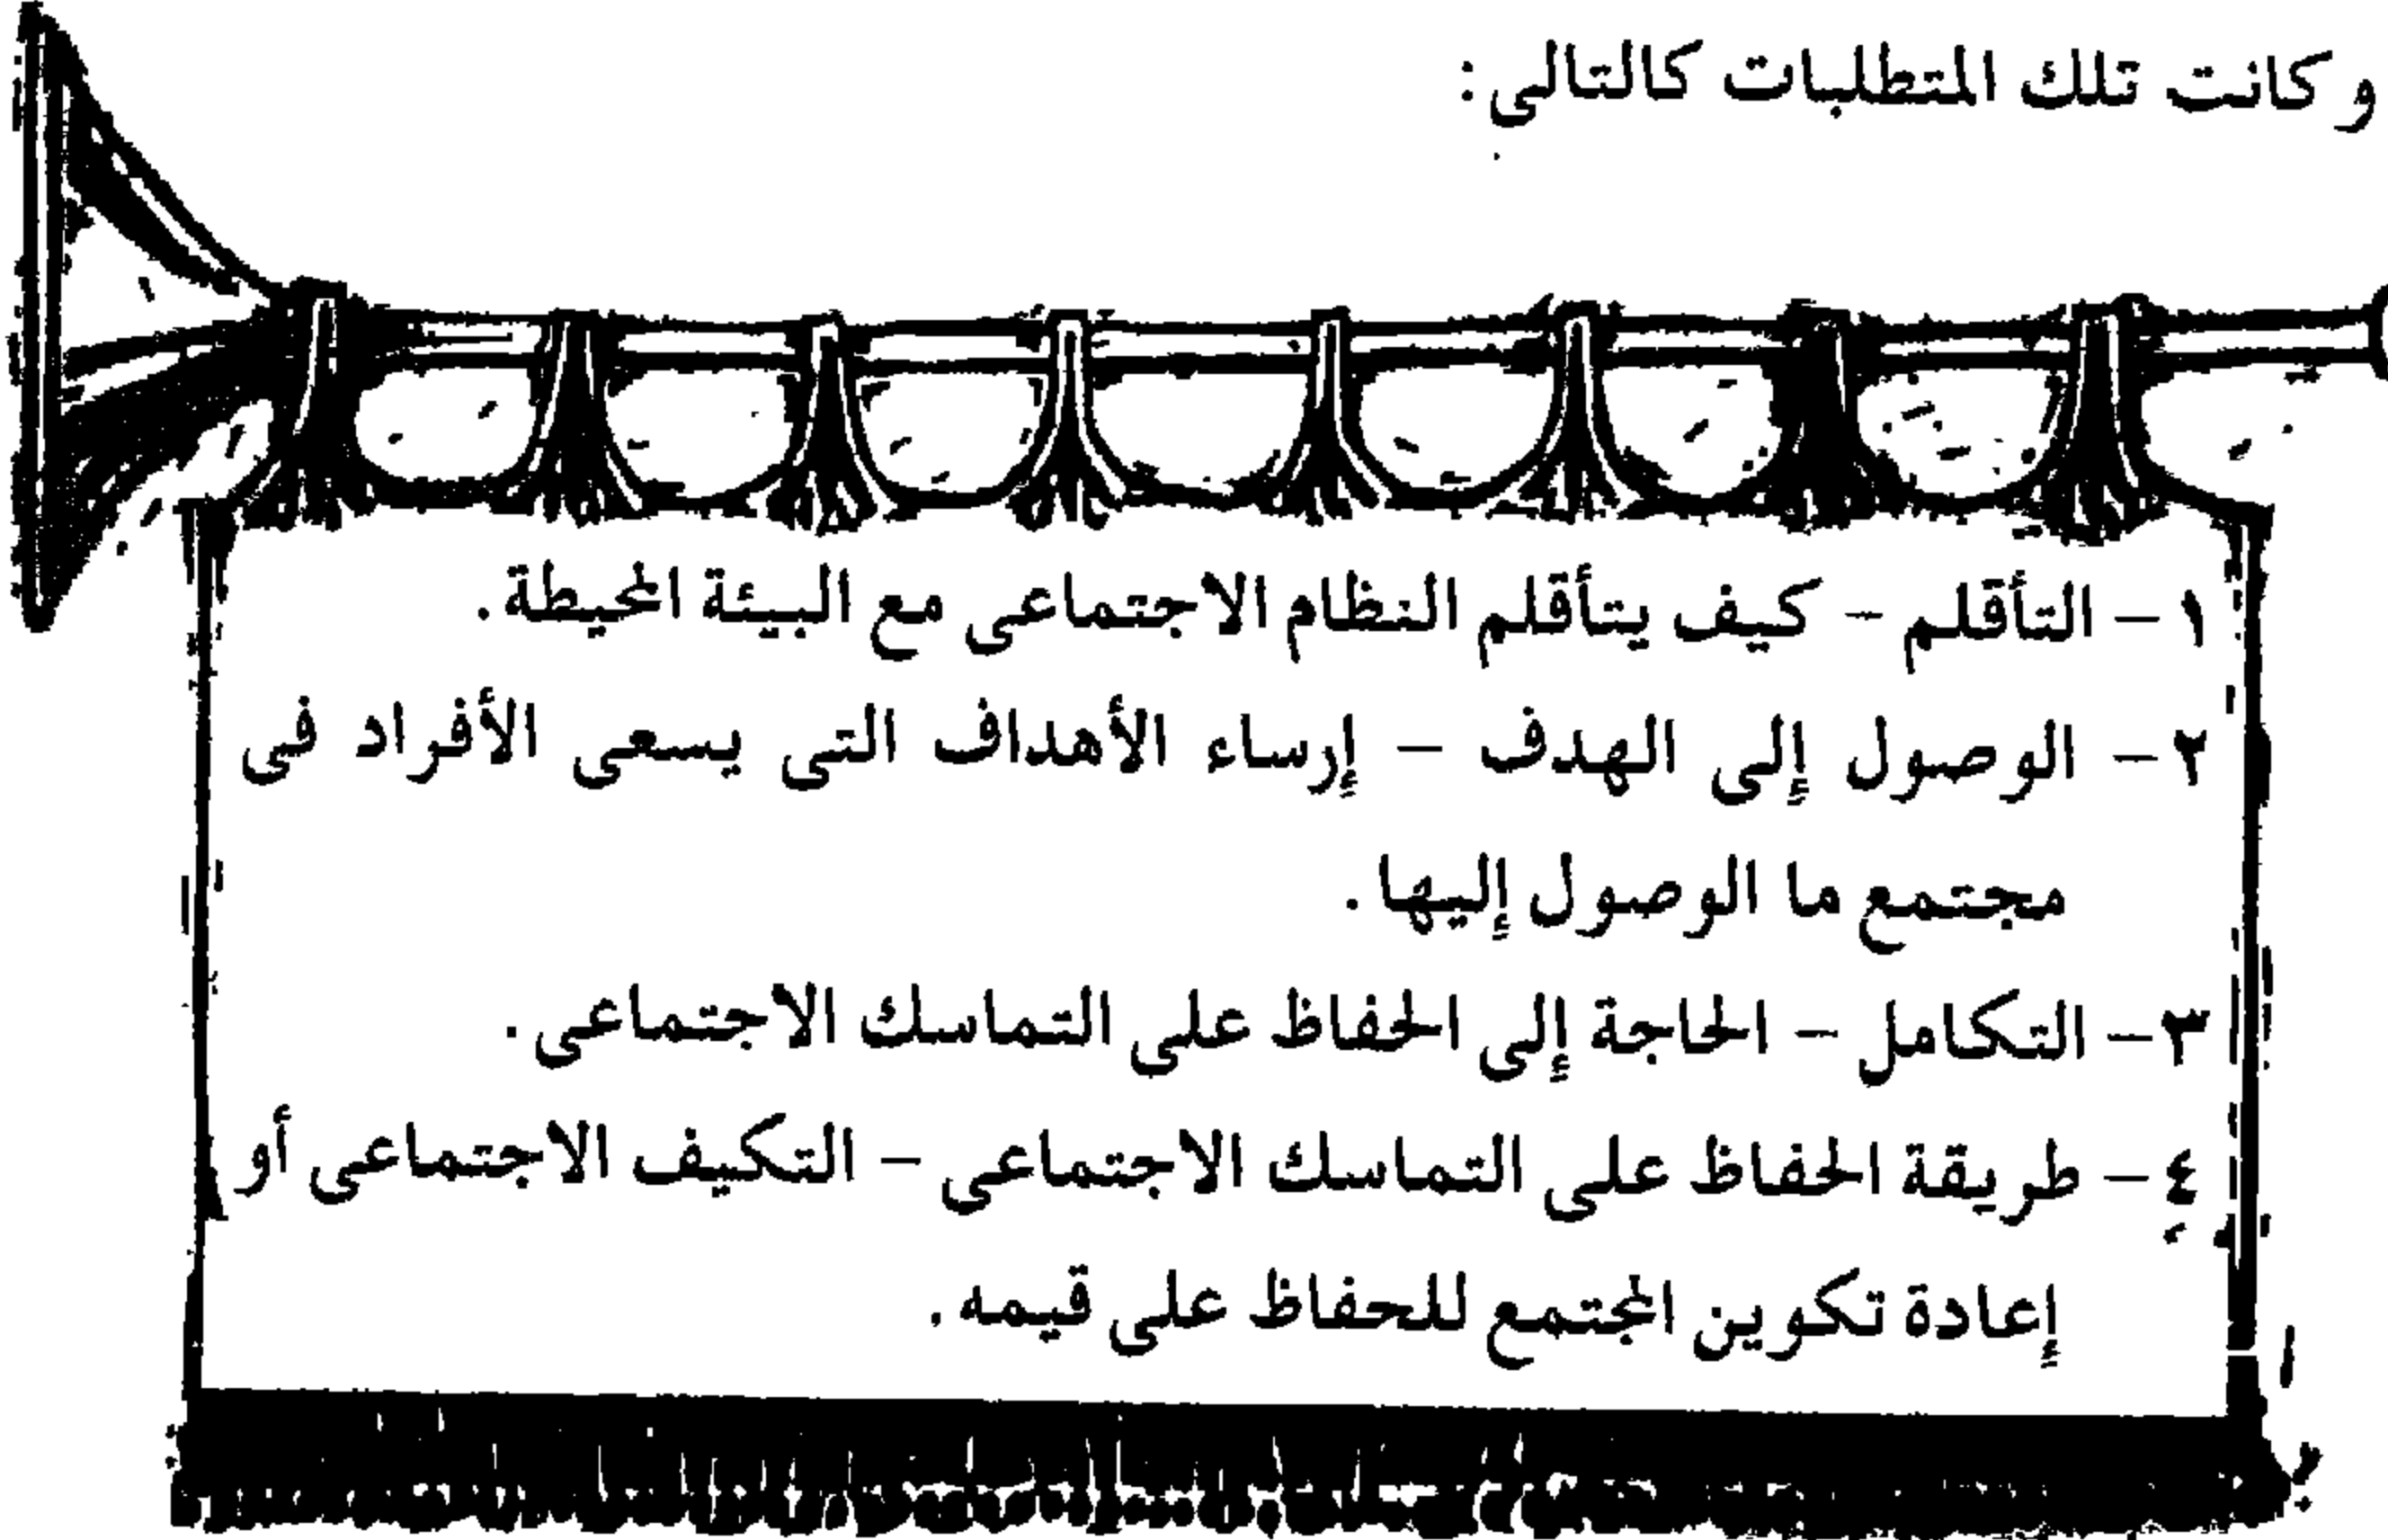 و كانت تلك المتطلبات كالتالى:
١ – التأقلم – كيف يتأقلم النظام الاجتماعى مع البيئة المحيطة.
٢ – الوصول إلى الهدف – إرساء الأهداف التى يسعى الأفراد فى
مجتمع ما الوصول إليها.
٣ – التكامل – الحاجة إلى الحفاظ على التماسك الاجتماعى.
٤ – طريقة الحفاظ على التماسك الاجتماعى – التكيف الاجتماعى أو
إعادة تكوين المجتمع للحفاظ على قيمه.